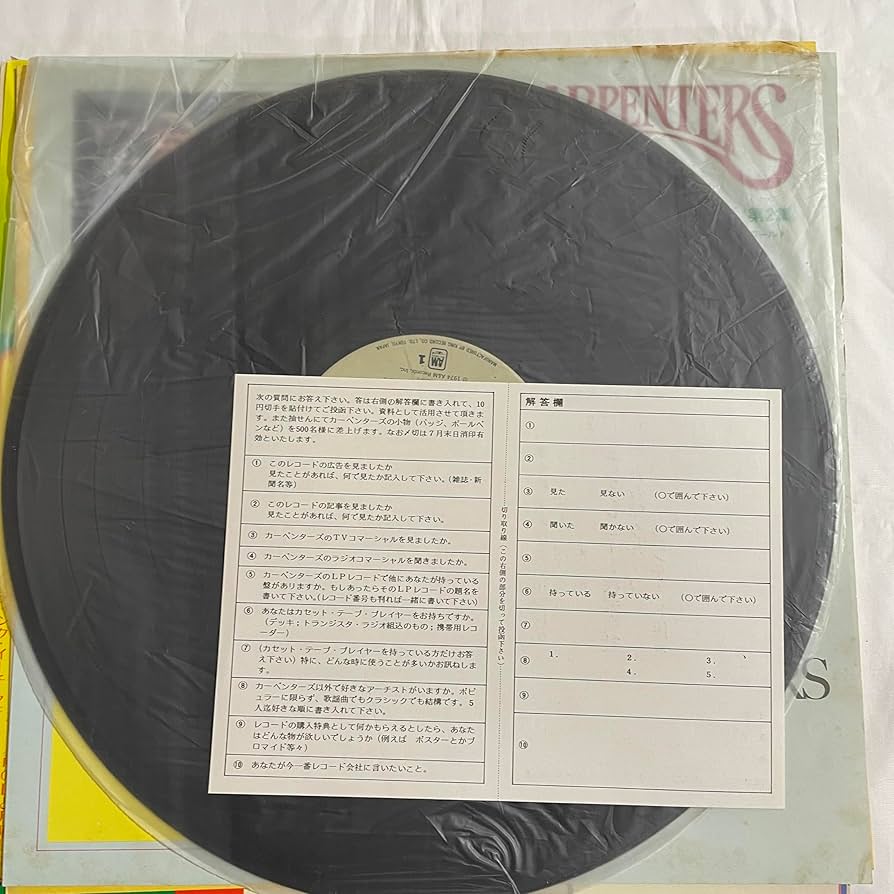 CARPENTERS
第2集
MANUFACTURED BY KING RECORD CO., LTD. TOKYO, JAPAN
℗ 1974 A&M Records, Inc.
AM
1
次の質問にお答え下さい。答は右側の解答欄に書き入れて、10
円切手を貼付けてご投函下さい。資料として活用させて頂きま
す。また抽せんにてカーペンターズの小物(バッジ、ボールペ
ンなど)を500名様に差上げます。なお〆切は7月末日消印有
効といたします。
① このレコードの広告を見ましたか
見たことがあれば、何で見たか記入して下さい。(雑誌・新
聞名等)
② このレコードの記事を見ましたか
見たことがあれば、何で見たか記入して下さい。
③ カーペンターズのTVコマーシャルを見ましたか。
④ カーペンターズのラジオコマーシャルを聞きましたか。
⑤ カーペンターズのLPレコードで他にあなたが持っている
盤がありますか。もしあったらそのLPレコードの題名を
書いて下さい。(レコード番号も判れば一緒に書いて下さい)
⑥ あなたはカセット・テープ・プレイヤーをお持ちですか。
(デッキ;トランジスタ・ラジオ組込のもの;携帯用レコ
ーダー)
⑦ (カセット・テープ・プレイヤーを持っている方だけお答
え下さい)特に、どんな時に使うことが多いかお訊ねしま
す。
⑧ カーペンターズ以外で好きなアーチストがいますか。ポピ
ュラーに限らず、歌謡曲でもクラシックでも結構です。5
人迄好きな順に書き入れて下さい。
⑨ レコードの購入特典として何かもらえるとしたら、あなた
はどんな物が欲しいでしょうか(例えば ポスターとかブ
ロマイド等々)
⑩ あなたが今一番レコード会社に言いたいこと。
切り取り線(この右側の部分を切って投函下さい)
解答欄
①
②
③ 見た 見ない (○で囲んで下さい)
④ 聞いた 聞かない (○で囲んで下さい)
⑤
⑥ 持っている 持っていない (○で囲んで下さい)
⑦
⑧ 1. 2. 3.
4. 5.
⑨
⑩